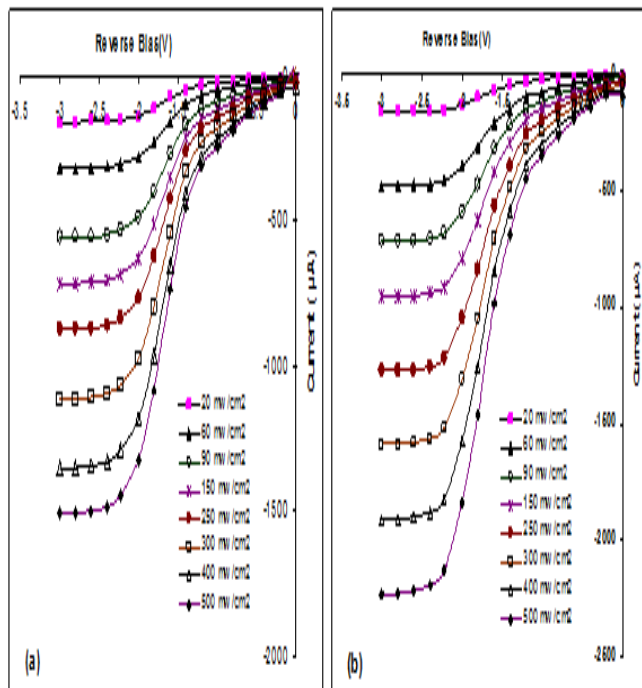 Reverse Bias(V)
-3.5 -3 -2.5 0
0
-500
-1000
-1500
-2000
Current ( µA)
20 mw /cm2
60 mw /cm2
90 mw /cm2
150 mw /cm2
250 mw /cm2
300 mw /cm2
400 mw /cm2
500 mw /cm2
(a)
Reverse Bias(V)
-3.5 -3 -2.5 0
0
-500
-1000
-1500
-2000
-2500
Current ( µA)
20 mw /cm2
60 mw /cm2
90 mw /cm2
150 mw /cm2
250 mw /cm2
300 mw /cm2
400 mw /cm2
500 mw /cm2
(b)